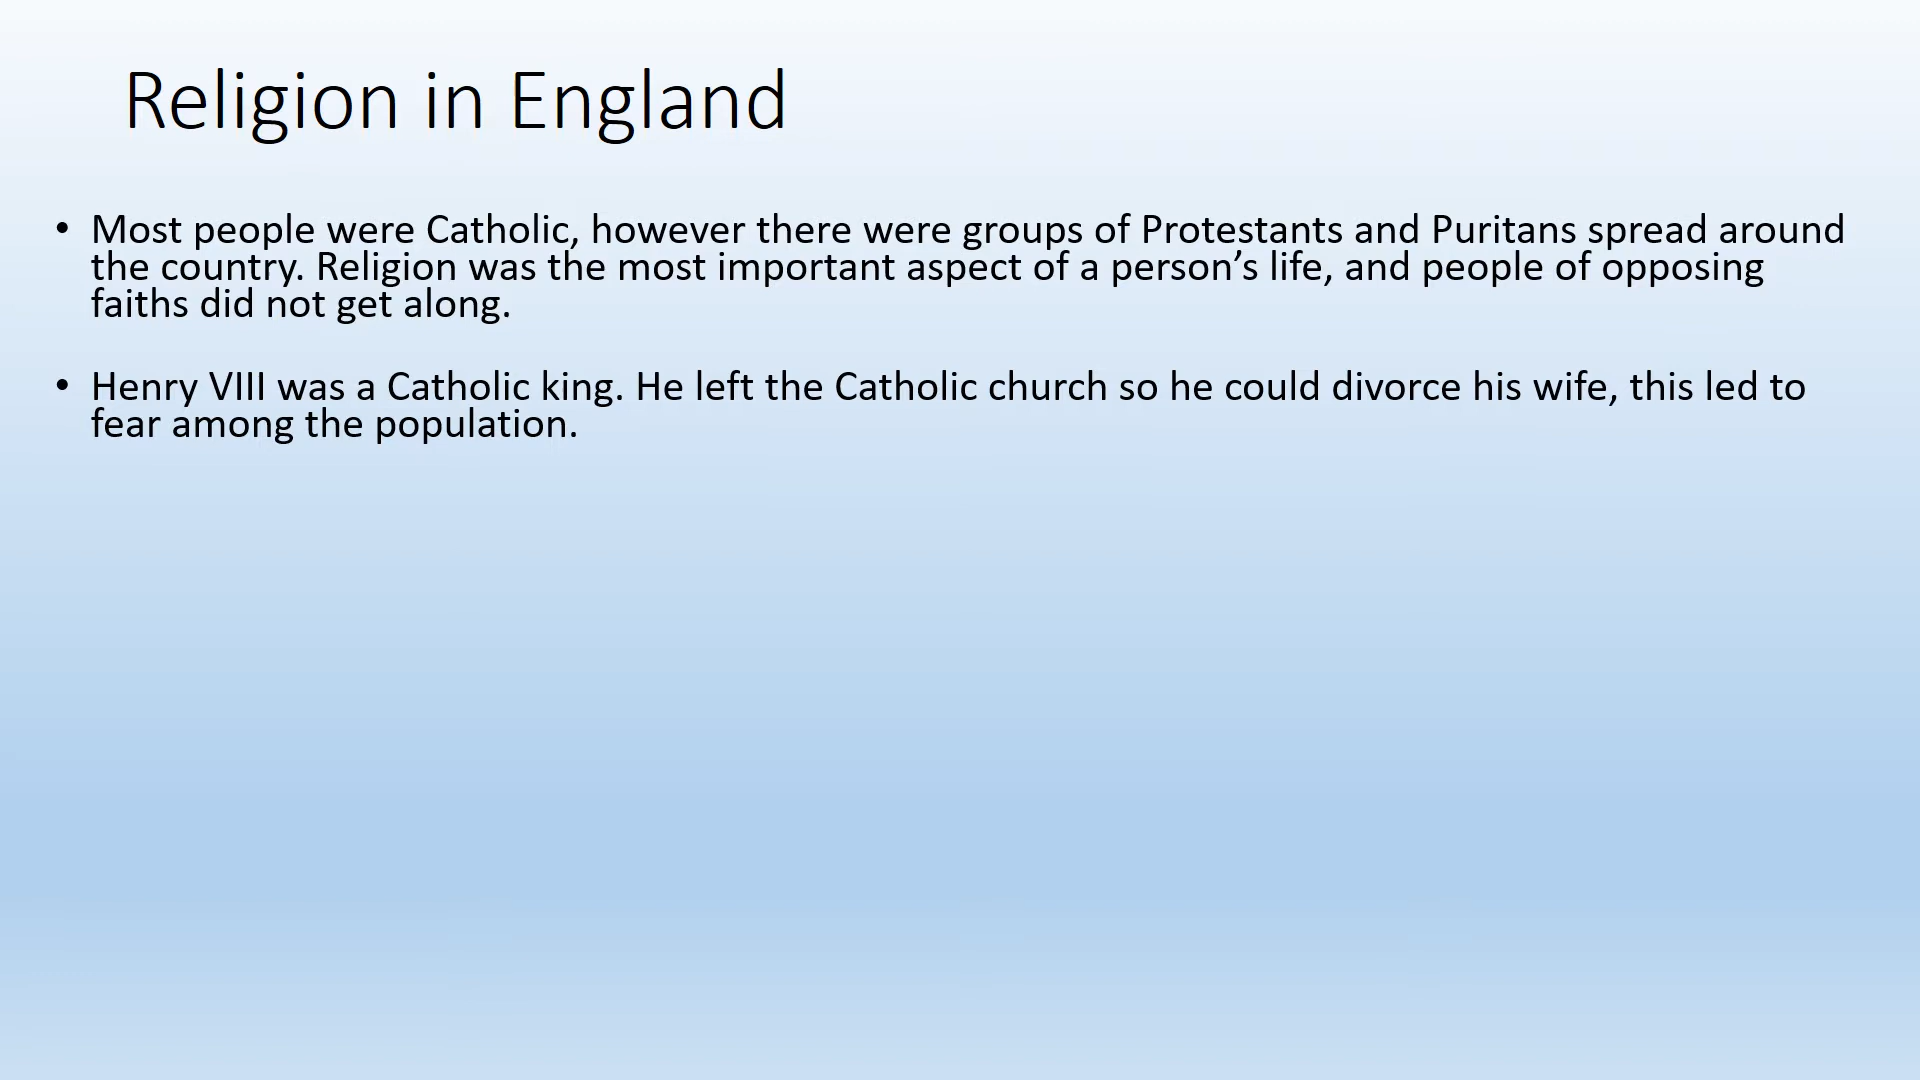 Religion in England
• Most people were Catholic, however there were groups of Protestants and Puritans spread around
the country. Religion was the most important aspect of a person’s life, and people of opposing
faiths did not get along.
• Henry VIII was a Catholic king. He left the Catholic church so he could divorce his wife, this led to
fear among the population.